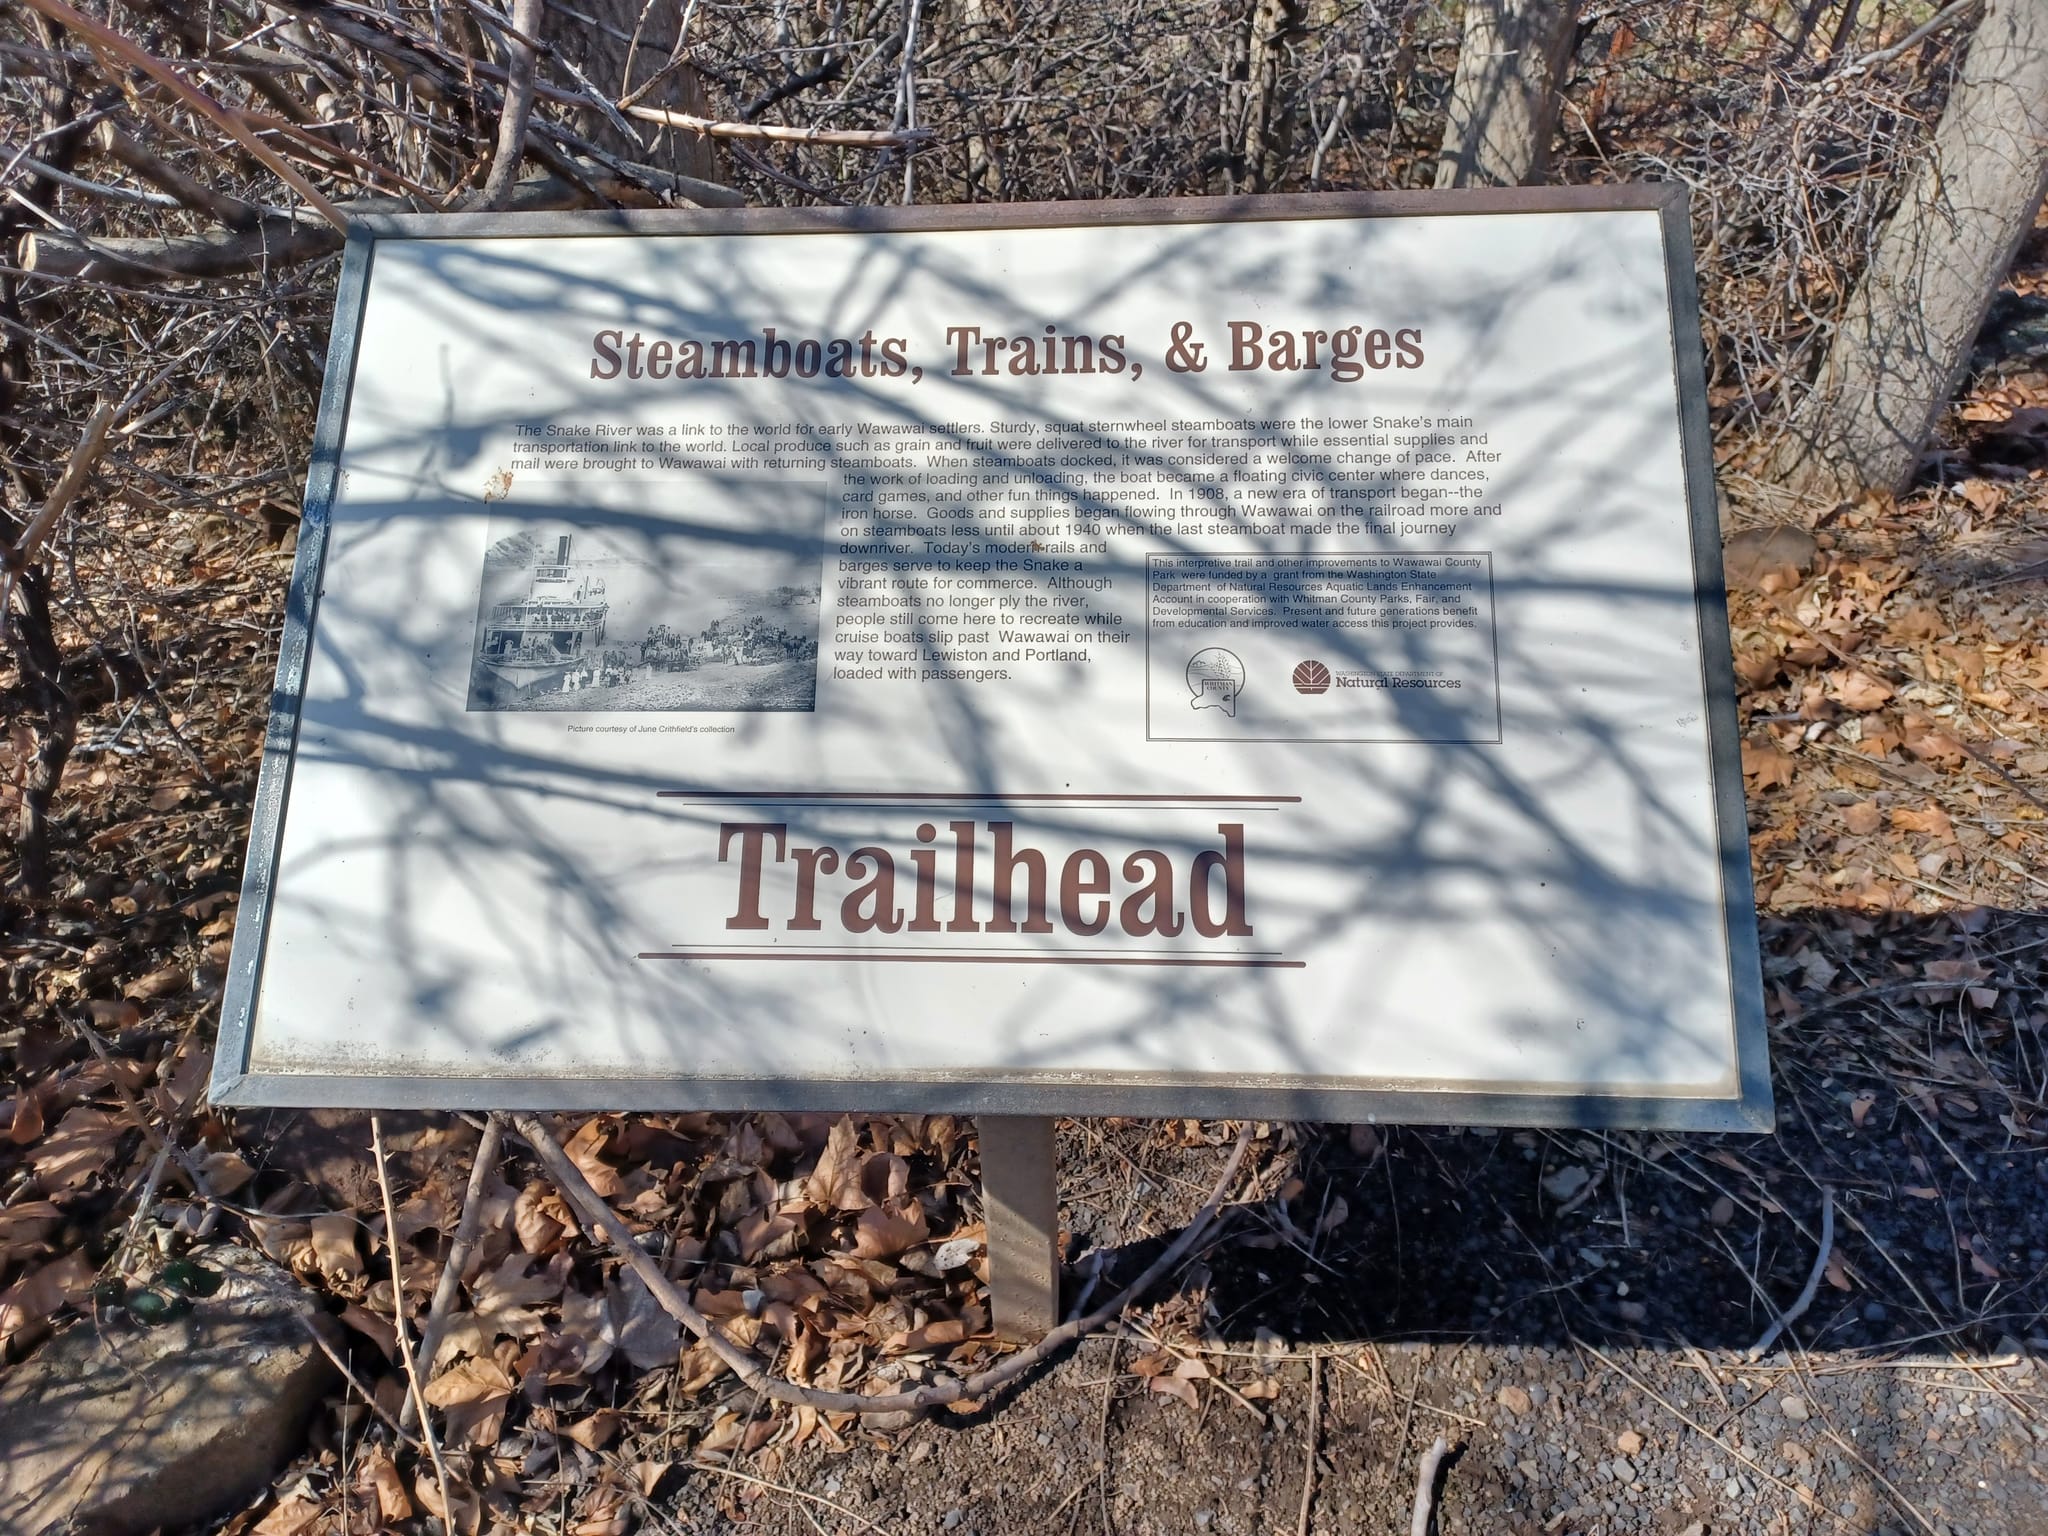 Steamboats, Trains, & Barges
The Snake River was a link to the world for early Wawawai settlers. Sturdy, squat sternwheel steamboats were the lower Snake's main
transportation link to the world. Local produce such as grain and fruit were delivered to the river for transport while essential supplies and
mail were brought to Wawawai with returning steamboats. When steamboats docked, it was considered a welcome change of pace. After
the work of loading and unloading, the boat became a floating civic center where dances,
card games, and other fun things happened. In 1908, a new era of transport began--the
iron horse. Goods and supplies began flowing through Wawawai on the railroad more and
on steamboats less until about 1940 when the last steamboat made the final journey
downriver. Today's modern rails and
barges serve to keep the Snake a
vibrant route for commerce. Although
steamboats no longer ply the river,
people still come here to recreate while
cruise boats slip past Wawawai on their
way toward Lewiston and Portland,
loaded with passengers.
Picture courtesy of June Crithfield's collection
This interpretive trail and other improvements to Wawawai County
Park were funded by a grant from the Washington State
Department of Natural Resources Aquatic Lands Enhancement
Account in cooperation with Whitman County Parks, Fair, and
Developmental Services. Present and future generations benefit
from education and improved water access this project provides.
WHITMAN
COUNTY
WASHINGTON STATE DEPARTMENT OF
Natural Resources
Trailhead